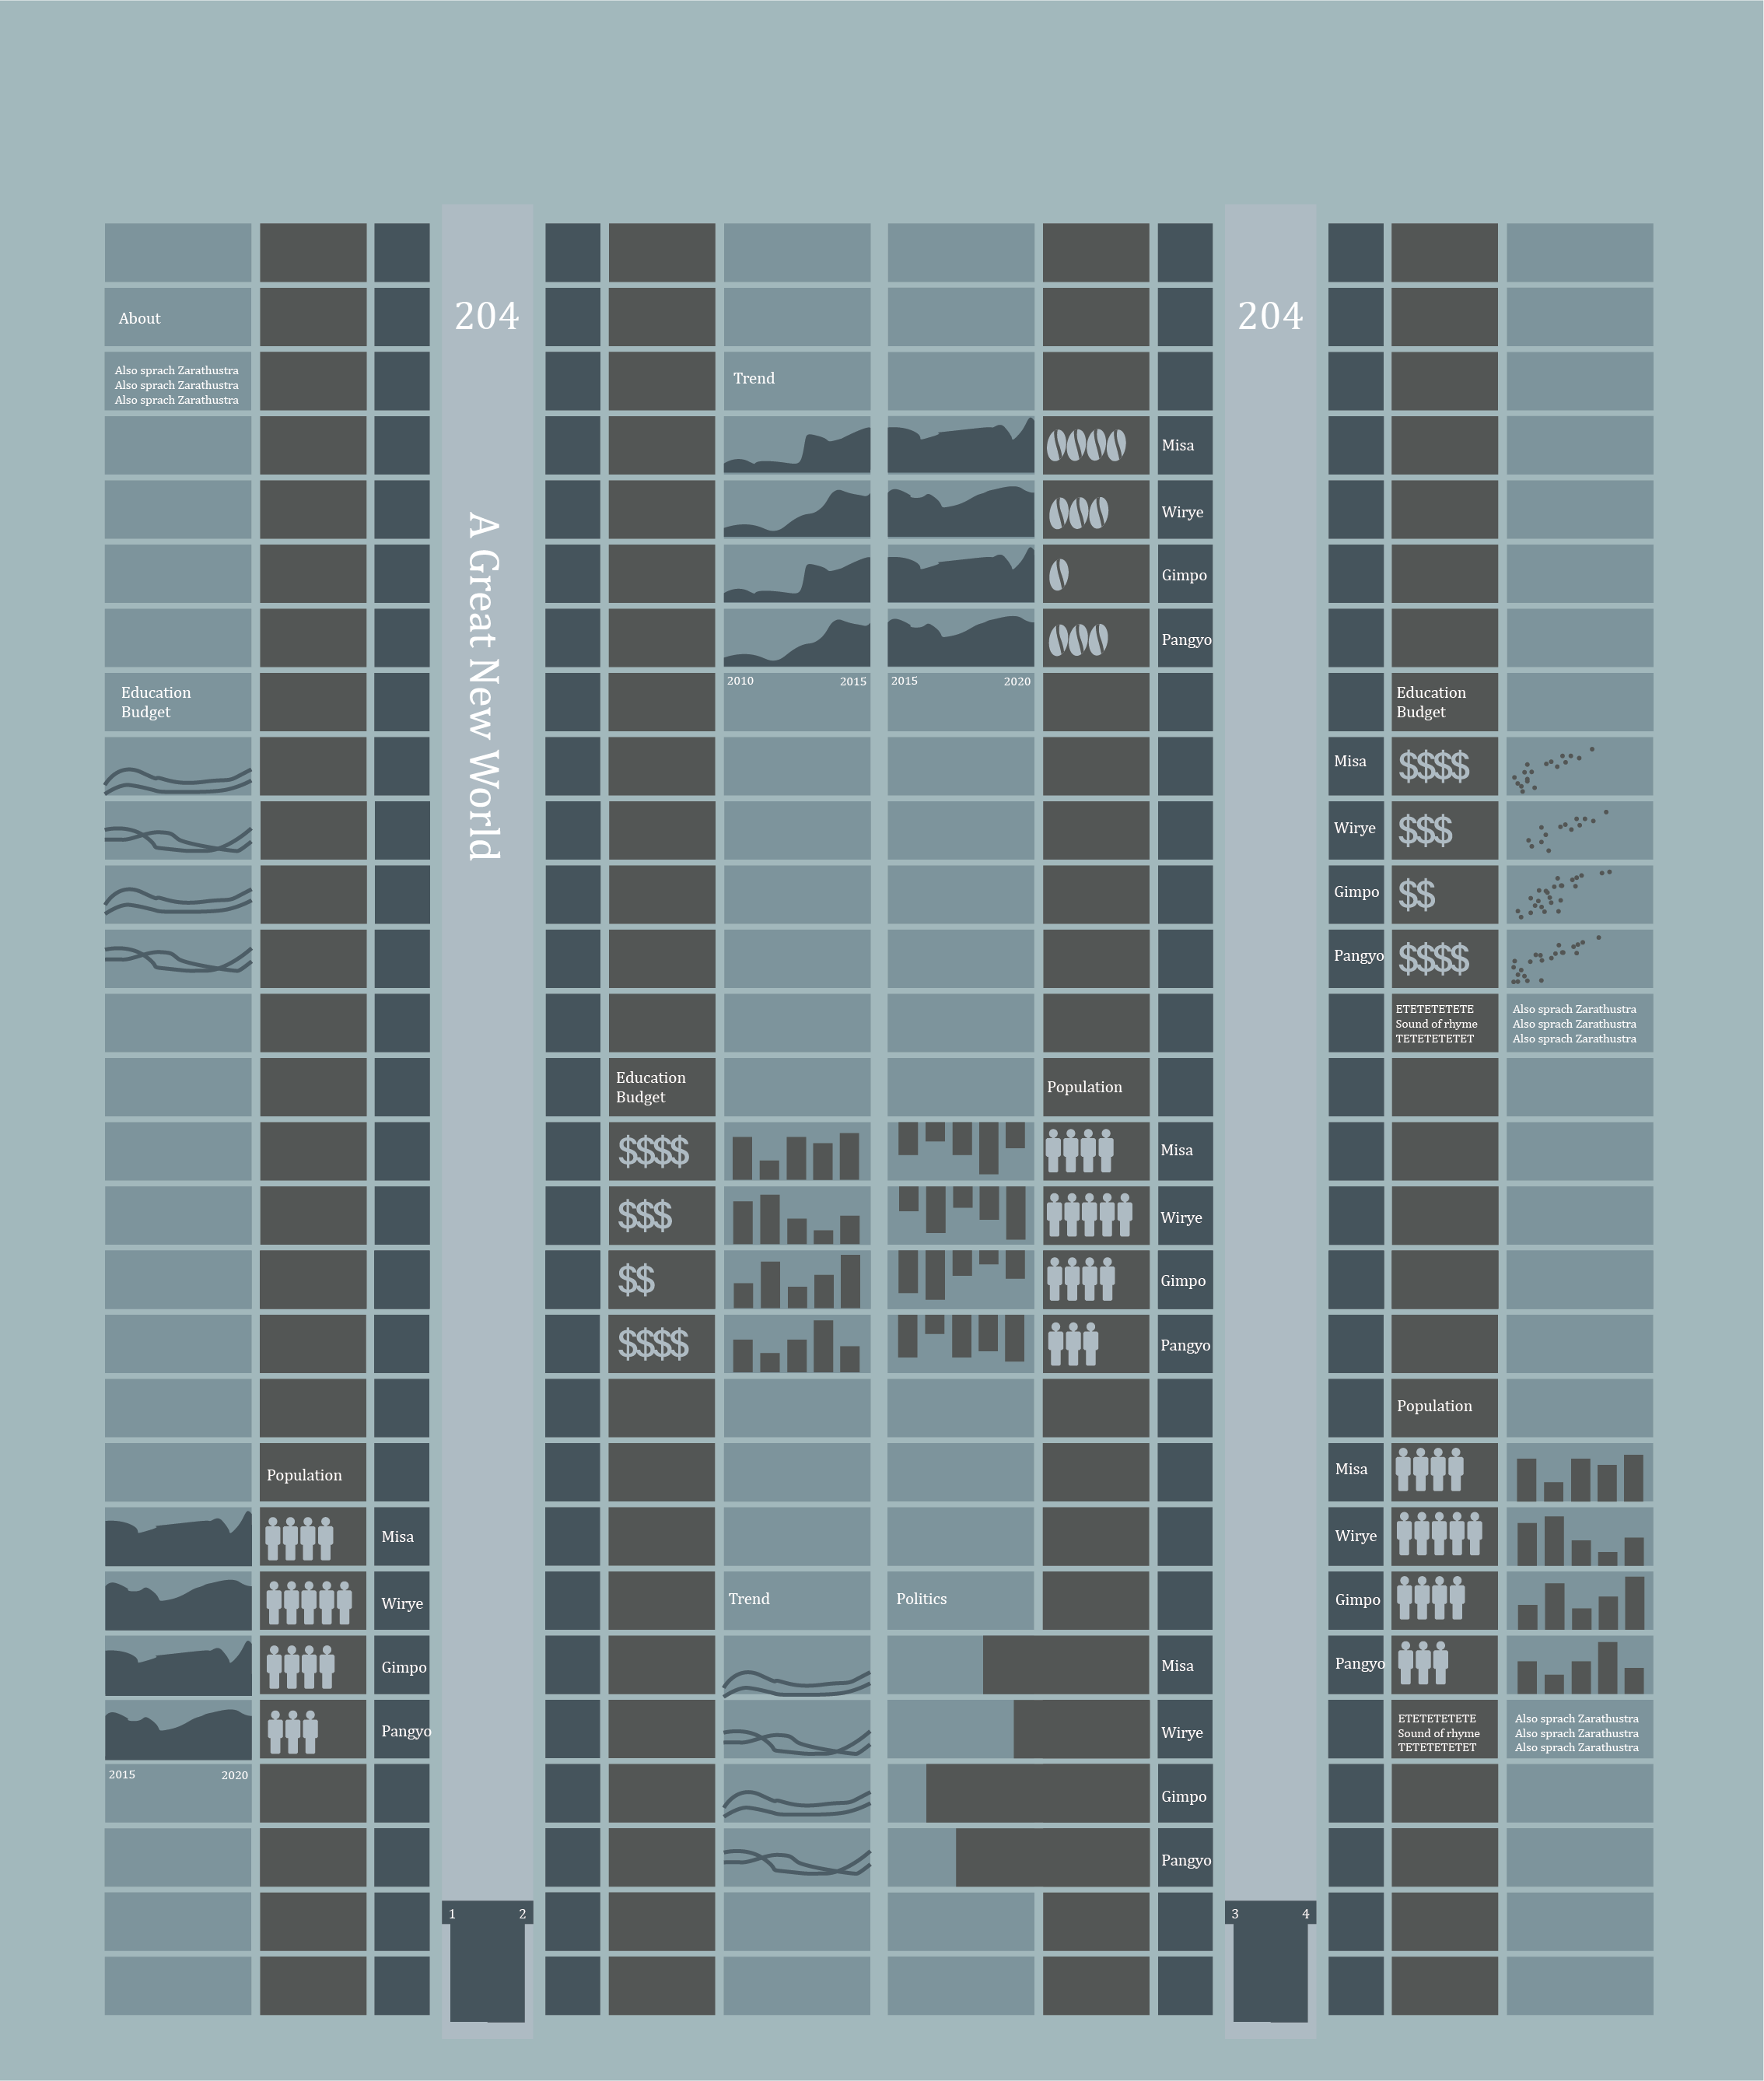 About
Also sprach Zarathustra
Also sprach Zarathustra
Also sprach Zarathustra
Education
Budget
Population
Misa
Wirye
Gimpo
Pangyo
2015 2020
204
A Great New World
1 2
Trend
Misa
Wirye
Gimpo
Pangyo
2010 2015 2015 2020
Education
Budget
Population
$$$$ Misa
$$$ Wirye
$$ Gimpo
$$$$ Pangyo
Trend Politics
Misa
Wirye
Gimpo
Pangyo
204
3 4
Education
Budget
Misa $$$$
Wirye $$$
Gimpo $$
Pangyo $$$$
ETETETETETE
Sound of rhyme
TETETETETET
Also sprach Zarathustra
Also sprach Zarathustra
Also sprach Zarathustra
Population
Misa
Wirye
Gimpo
Pangyo
ETETETETETE
Sound of rhyme
TETETETETET
Also sprach Zarathustra
Also sprach Zarathustra
Also sprach Zarathustra